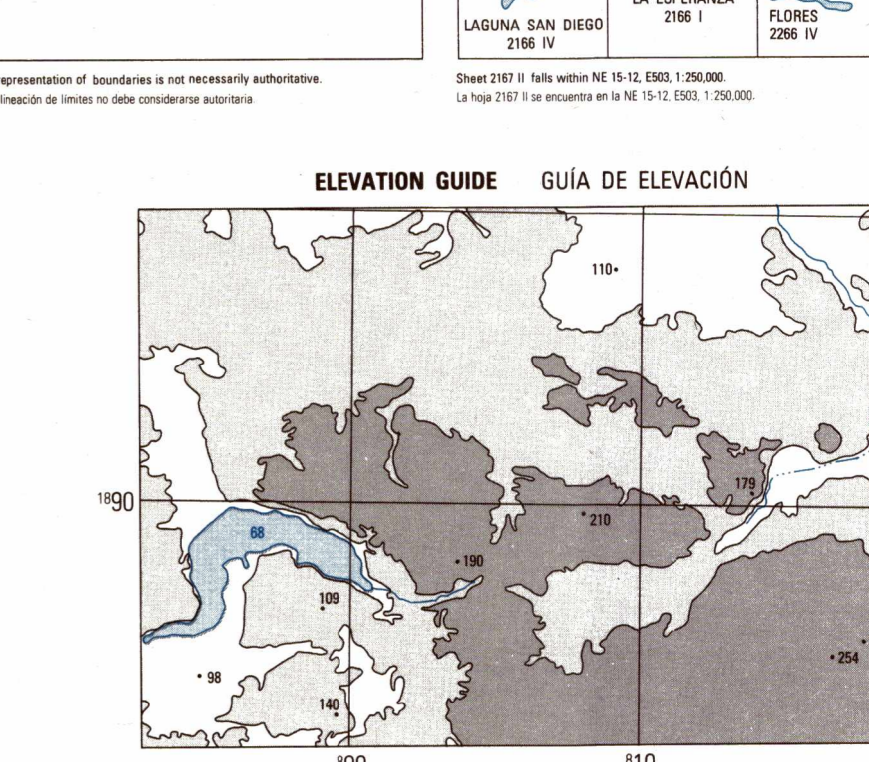 LAGUNA SAN DIEGO
2166 IV
LA ESPERANZA
2166 I
FLORES
2266 IV
epresentation of boundaries is not necessarily authoritative.
lineación de límites no debe considerarse autoritaria
Sheet 2167 II falls within NE 15-12, E503, 1:250,000.
La hoja 2167 II se encuentra en la NE 15-12, E503, 1:250,000.
ELEVATION GUIDE GUÍA DE ELEVACIÓN
110
179
1890
210
68
190
109
254
98
140
800
810